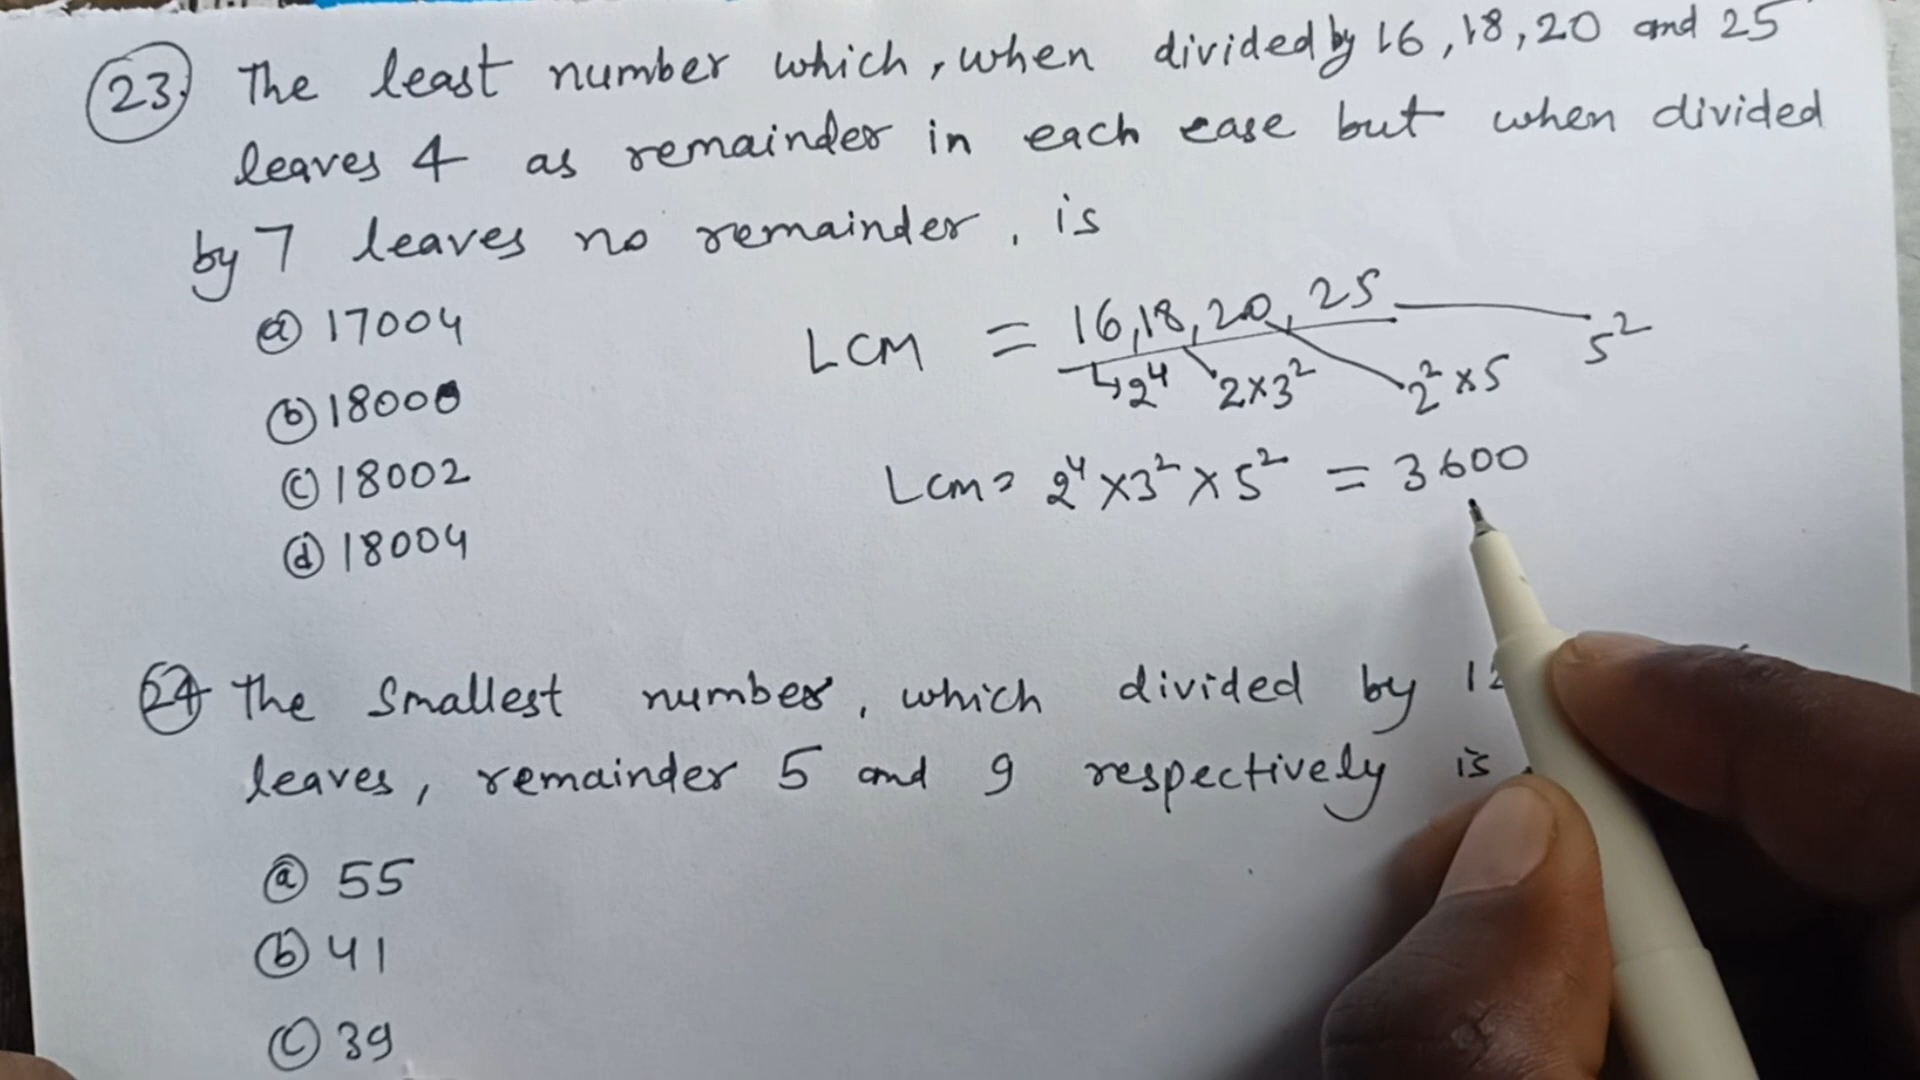 23. The least number which, when divided by 16, 18, 20 and 25
leaves 4 as remainder in each case but when divided
by 7 leaves no remainder, is
ⓐ 17004
ⓑ 18000
ⓒ 18002
ⓓ 18004
LCM = 16,18,20,25
2⁴ 2×3² 2²×5 5²
LCM = 2⁴×3²×5² = 3600
24 The Smallest number, which divided by
leaves, remainder 5 and 9 respectively is
ⓐ 55
ⓑ 41
ⓒ 39